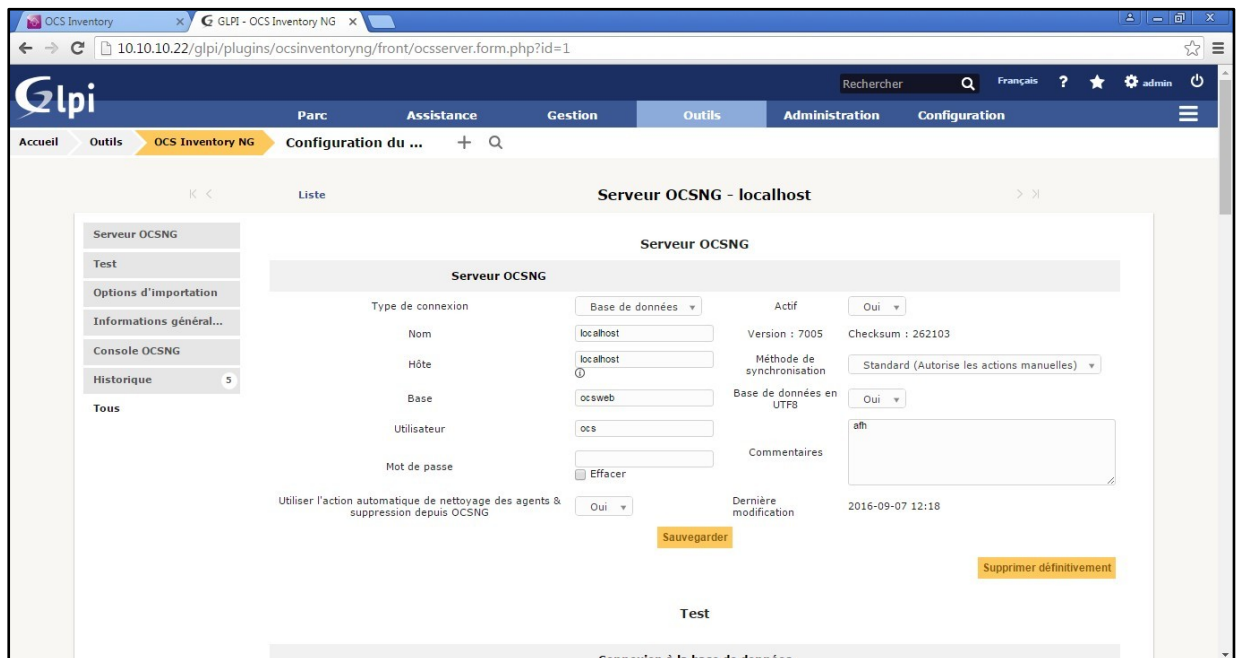 OCS Inventory
GLPI - OCS Inventory NG
10.10.10.22/glpi/plugins/ocsinventoryng/front/ocsserver.form.php?id=1
Glpi
Rechercher
Français
?
admin
Parc
Assistance
Gestion
Outils
Administration
Configuration
Accueil
Outils
OCS Inventory NG
Configuration du ...
Liste
Serveur OCSNG - localhost
Serveur OCSNG
Test
Options d'importation
Informations général...
Console OCSNG
Historique 5
Tous
Serveur OCSNG
Serveur OCSNG
Type de connexion
Base de données
Actif
Oui
Nom
localhost
Version : 7005
Checksum : 262103
Hôte
localhost
Méthode de
synchronisation
Standard (Autorise les actions manuelles)
Base
ocsweb
Base de données en
UTF8
Oui
Utilisateur
ocs
Commentaires
afh
Mot de passe
Effacer
Utiliser l'action automatique de nettoyage des agents &
suppression depuis OCSNG
Oui
Dernière
modification
2016-09-07 12:18
Sauvegarder
Supprimer définitivement
Test
Connexion à la base de données